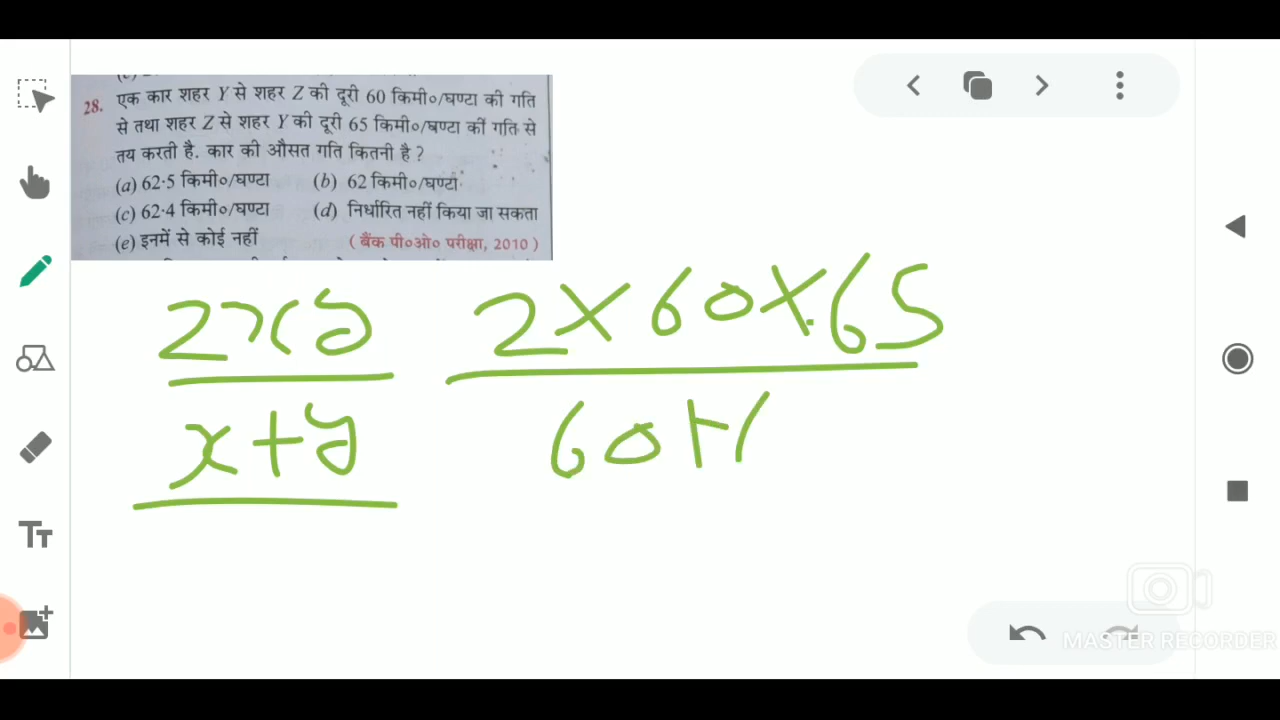 28. एक कार शहर Y से शहर Z की दूरी 60 किमी०/घण्टा की गति
से तथा शहर Z से शहर Y की दूरी 65 किमी०/घण्टा की गति से
तय करती है. कार की औसत गति कितनी है ?
(a) 62·5 किमी०/घण्टा (b) 62 किमी०/घण्टा
(c) 62·4 किमी०/घण्टा (d) निर्धारित नहीं किया जा सकता
(e) इनमें से कोई नहीं (बैंक पी०ओ० परीक्षा, 2010)
2xy 2×60×65
x+y 60+
TT
MASTER RECORDER